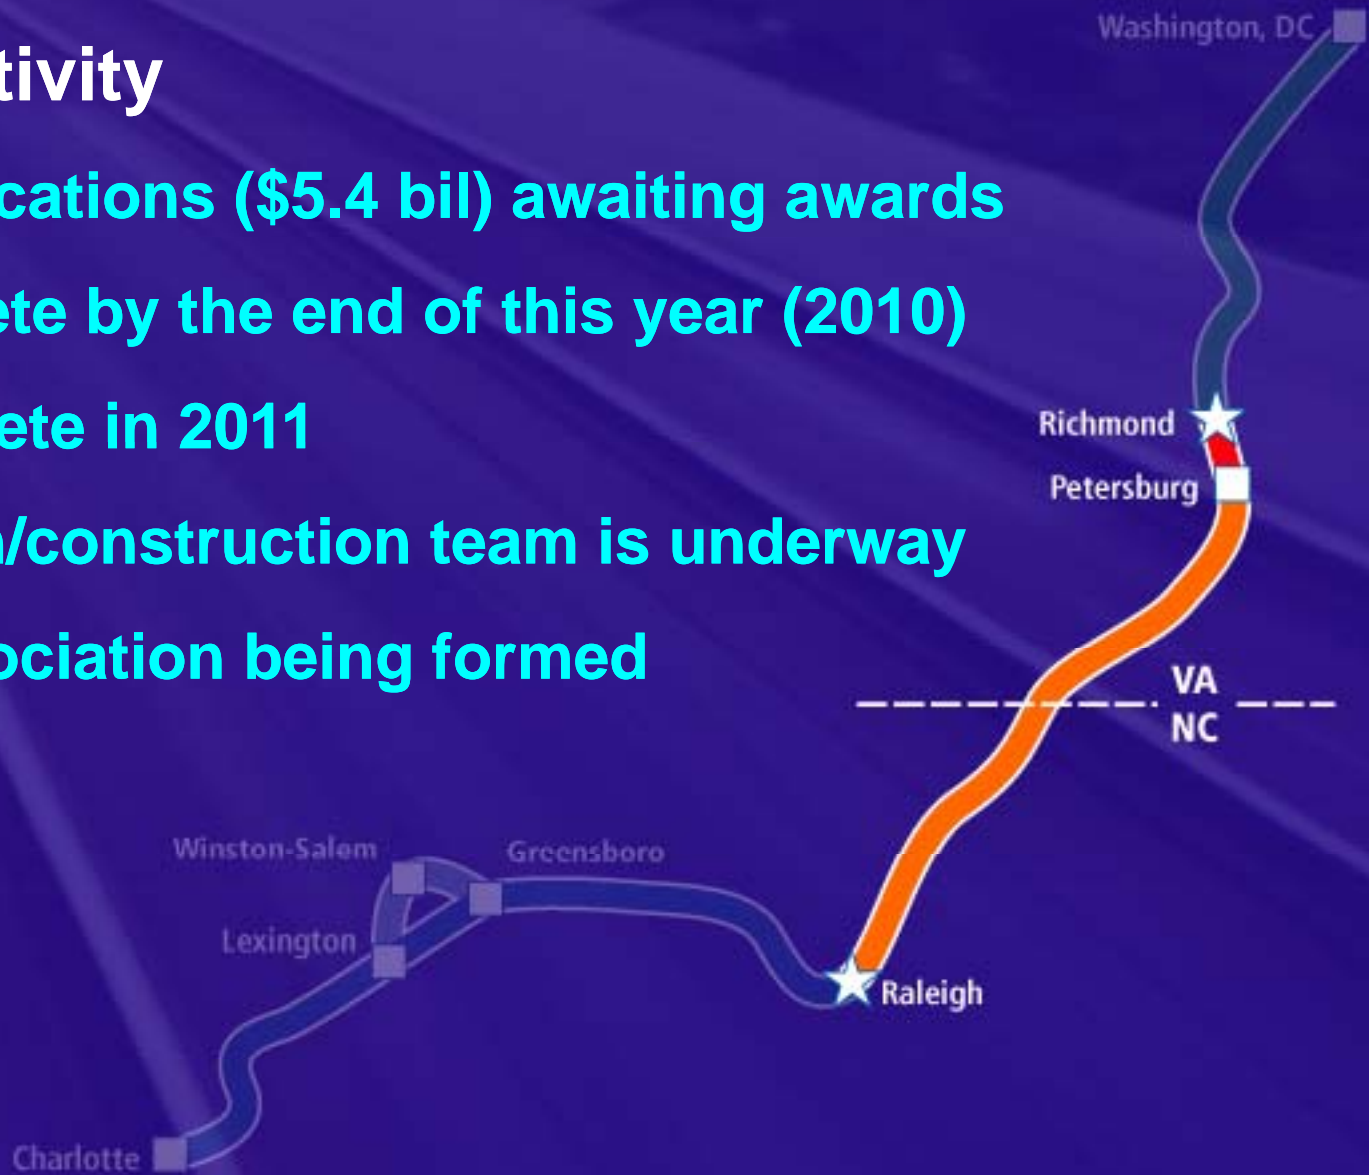 tivity
cations ($5.4 bil) awaiting awards
ete by the end of this year (2010)
ete in 2011
n/construction team is underway
ociation being formed
Washington, DC
Richmond
Petersburg
VA
NC
Winston-Salem
Greensboro
Lexington
Raleigh
Charlotte